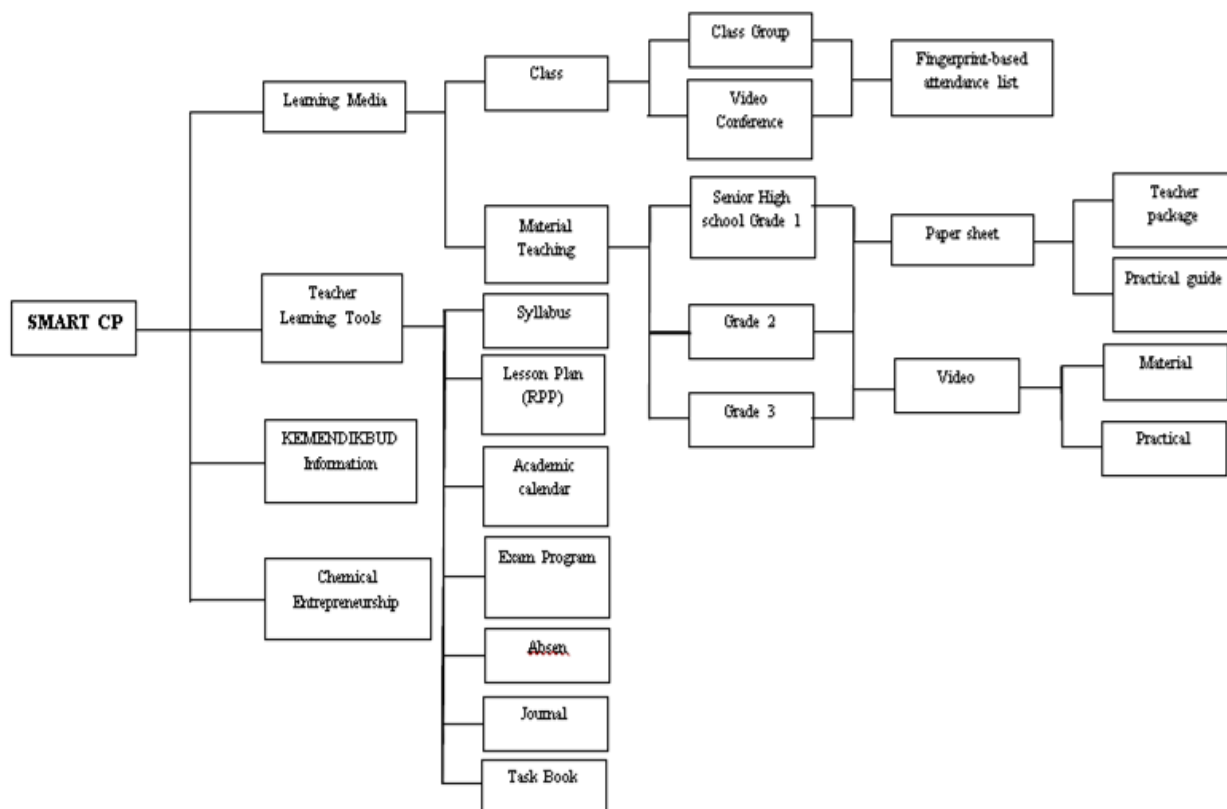 SMART CP
Learning Media
Teacher
Learning Tools
KEMENDIKBUD
Information
Chemical
Entrepreneurship
Class
Material
Teaching
Syllabus
Lesson Plan
(RPP)
Academic
calendar
Exam Program
Absen
Journal
Task Book
Class Group
Video
Conference
Senior High
school Grade 1
Grade 2
Grade 3
Fingerprint-based
attendance list
Paper sheet
Video
Teacher
package
Practical guide
Material
Practical